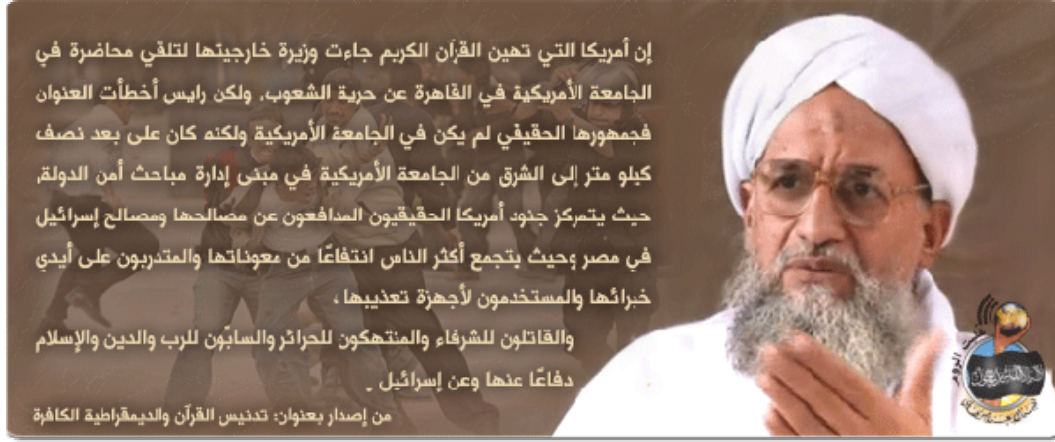 إن أمريكا التي تهين القرآن الكريم جاءت وزيرة خارجيتها لتلقي محاضرة في
الجامعة الأمريكية في القاهرة عن حرية الشعوب، ولكن رايس أخطأت العنوان
فجمهورها الحقيقي لم يكن في الجامعة الأمريكية ولكنه كان على بعد نصف
كيلو متر إلى الشرق من الجامعة الأمريكية في مبنى إدارة مباحث أمن الدولة،
حيث يتمركز جنود أمريكا الحقيقيون المدافعون عن مصالحها ومصالح إسرائيل
في مصر وحيث يتجمع أكثر الناس انتفاعًا من معوناتها والمتدربون على أيدي
خبرائها والمستخدمون لأجهزة تعذيبها،
والقاتلون للشرفاء والمنتهكون للحرائر والسابّون للرب والدين والإسلام
دفاعًا عنها وعن إسرائيل .
من إصدار بعنوان: تدنيس القرآن والديمقراطية الكافرة